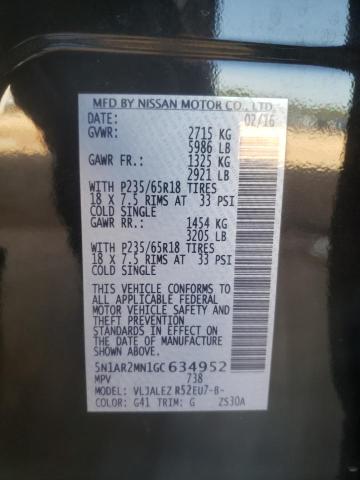 MFD BY NISSAN MOTOR CO., LTD.
DATE: 02/16
GVWR: 2715 KG
5986 LB
GAWR FR.: 1325 KG
2921 LB
WITH P235/65R18 TIRES
18 X 7.5 RIMS AT 33 PSI
COLD SINGLE
GAWR RR.: 1454 KG
3205 LB
WITH P235/65R18 TIRES
18 X 7.5 RIMS AT 33 PSI
COLD SINGLE
THIS VEHICLE CONFORMS TO
ALL APPLICABLE FEDERAL
MOTOR VEHICLE SAFETY
STANDARDS IN EFFECT ON
THE DATE OF MANUFACTURE
SHOWN ABOVE.
5N1AR2MN1GC634952
MPV 738
MODEL: VLJALEZ R52EU7-B-
COLOR: G41 TRIM: G ZS30A